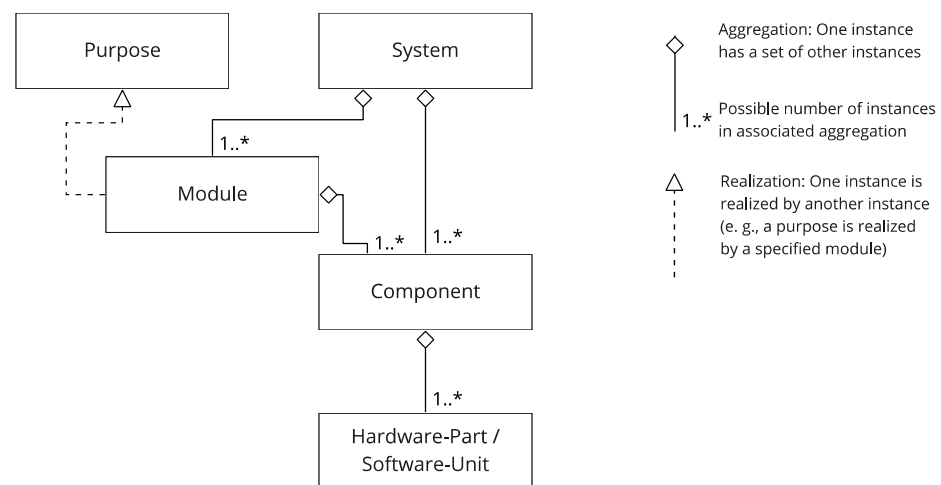 Purpose
System
1..*
Module
1..*
1..*
Component
1..*
Hardware-Part /
Software-Unit
Aggregation: One instance
has a set of other instances
1..*
Possible number of instances
in associated aggregation
Realization: One instance is
realized by another instance
(e. g., a purpose is realized
by a specified module)